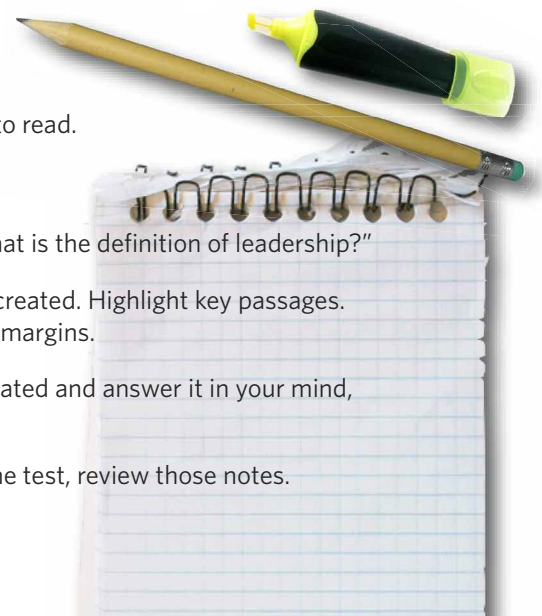 to read.
hat is the definition of leadership?”
created. Highlight key passages.
margins.
ated and answer it in your mind,
he test, review those notes.